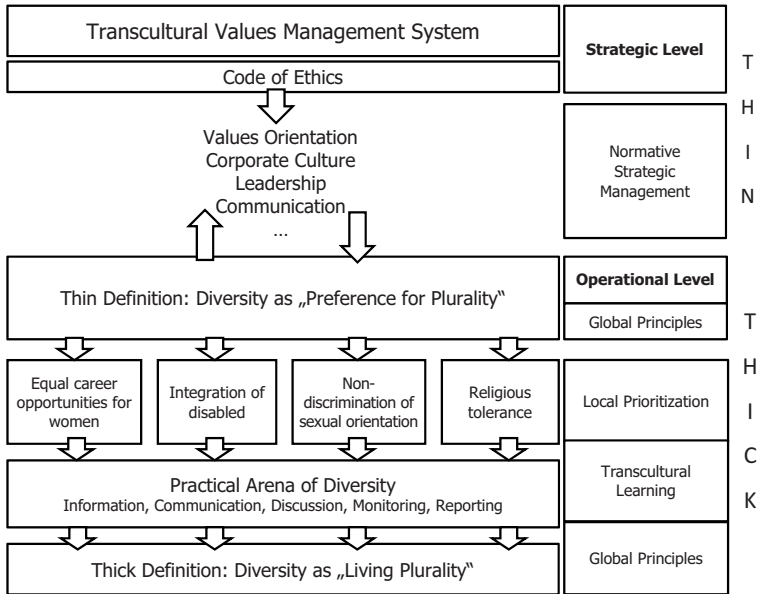 Transcultural Values Management System
Code of Ethics
Strategic Level
Values Orientation
Corporate Culture
Leadership
Communication
...
Normative
Strategic
Management
T
H
I
N
Thin Definition: Diversity as „Preference for Plurality“
Operational Level
Global Principles
Equal career
opportunities for
women
Integration of
disabled
Non-
discrimination of
sexual orientation
Religious
tolerance
Local Prioritization
Practical Arena of Diversity
Information, Communication, Discussion, Monitoring, Reporting
Transcultural
Learning
Thick Definition: Diversity as „Living Plurality“
Global Principles
T
H
I
C
K